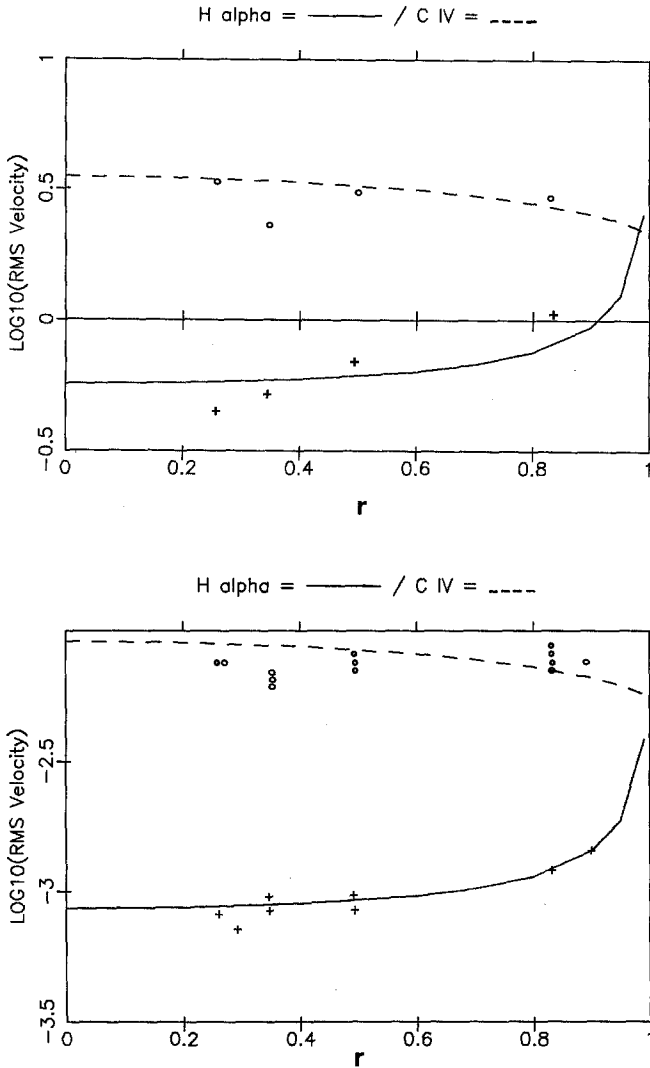 H alpha = ——— / C IV = ----
1
0.5
0
-0.5
LOG10(RMS Velocity)
0 0.2 0.4 0.6 0.8 1
r
H alpha = ——— / C IV = ----
-2.5
-3
-3.5
LOG10(RMS Velocity)
0 0.2 0.4 0.6 0.8 1
r